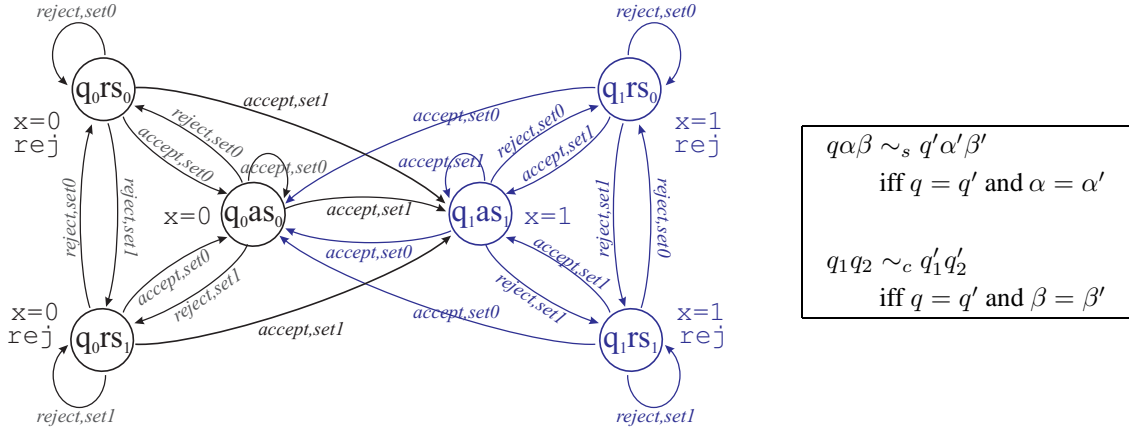 reject,set0
reject,set0
q₀rs₀
q₁rs₀
accept,set1
accept,set0
x=0
rej
reject,set0
accept,set0
reject,set0
accept,set1
x=1
rej
accept,set0
accept,set1
reject,set0
reject,set1
x=0
q₀as₀
accept,set1
q₁as₁
x=1
reject,set1
reject,set0
accept,set0
accept,set0
reject,set1
accept,set1
reject,set1
x=0
rej
q₀rs₁
accept,set1
accept,set0
q₁rs₁
x=1
rej
reject,set1
reject,set1
qαβ ∼ₛ q′α′β′
iff q = q′ and α = α′
q₁q₂ ∼c q′₁q′₂
iff q = q′ and β = β′